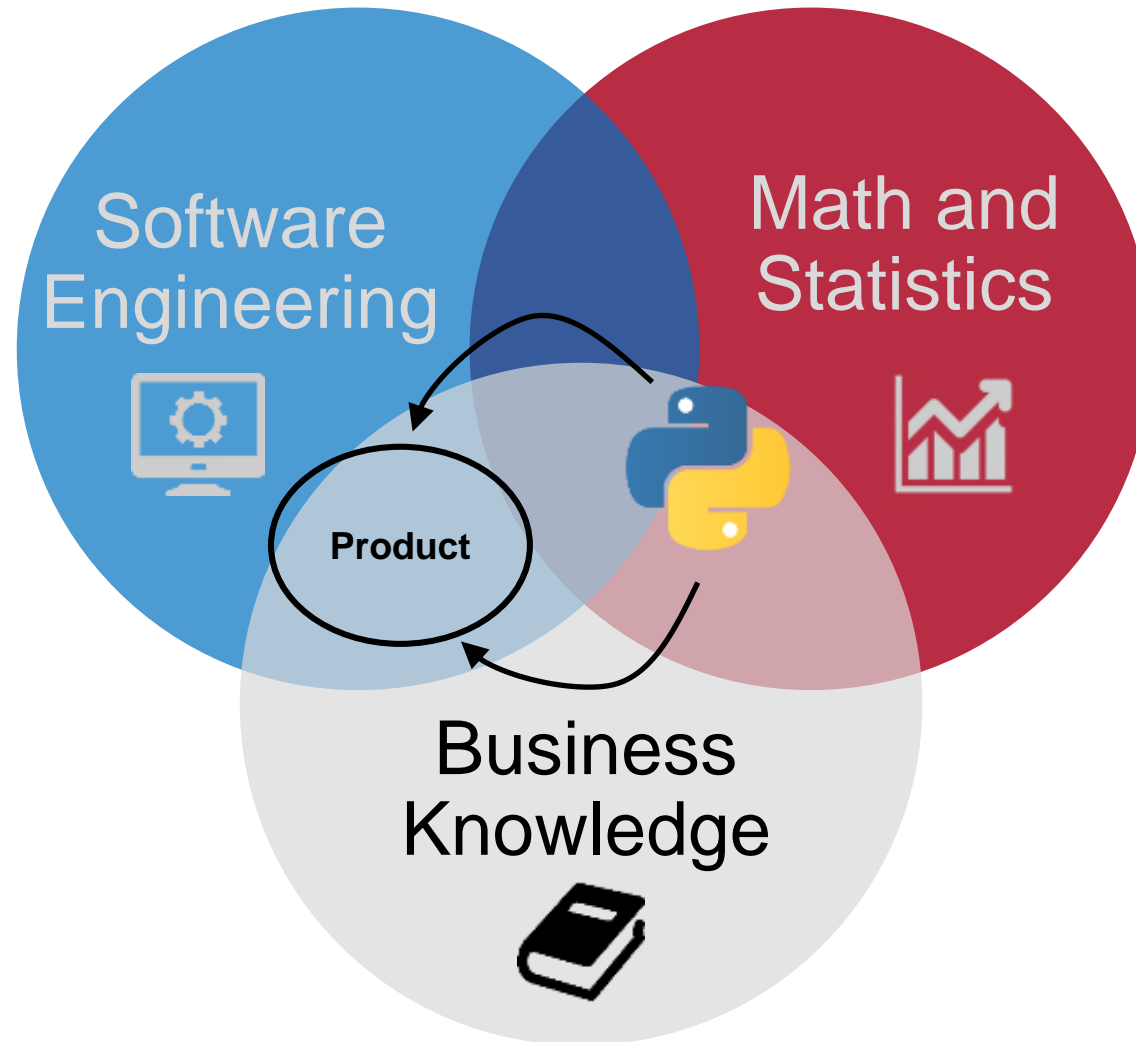 Software
Engineering
Math and
Statistics
Product
Business
Knowledge